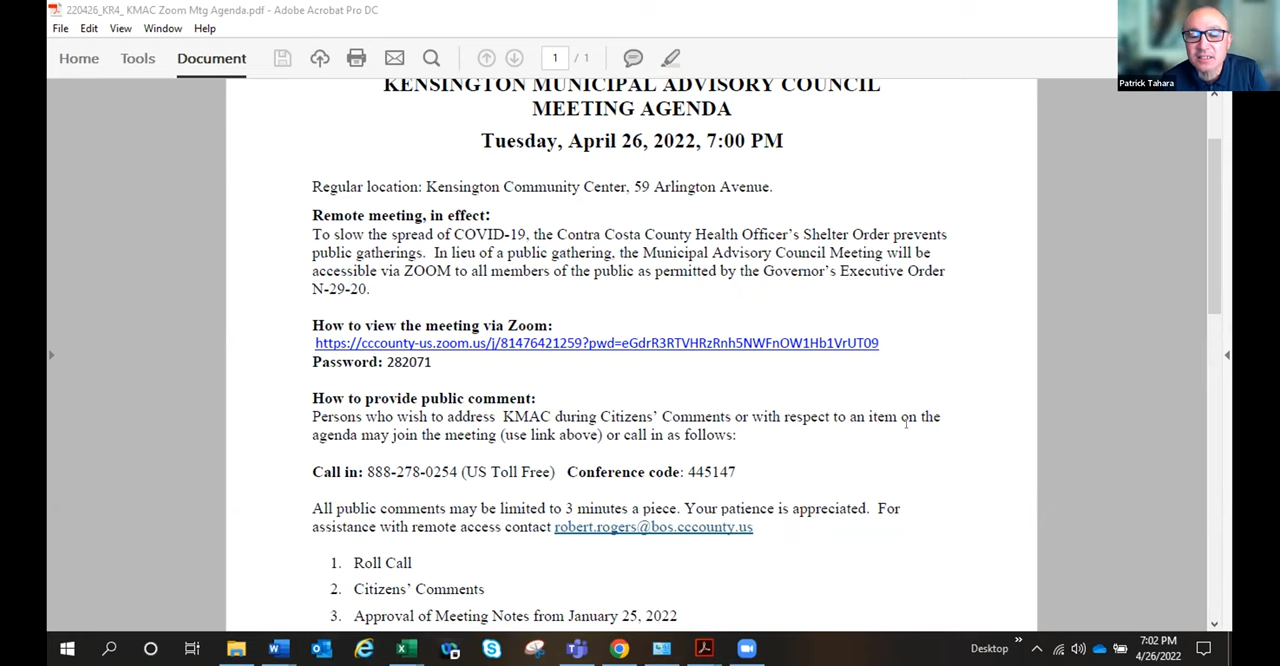 220426_KR4_ KMAC Zoom Mtg Agenda.pdf - Adobe Acrobat Pro DC
File Edit View Window Help
Home Tools Document 1 / 1
Patrick Tahara
KENSINGTON MUNICIPAL ADVISORY COUNCIL
MEETING AGENDA
Tuesday, April 26, 2022, 7:00 PM
Regular location: Kensington Community Center, 59 Arlington Avenue.
Remote meeting, in effect:
To slow the spread of COVID-19, the Contra Costa County Health Officer's Shelter Order prevents
public gatherings. In lieu of a public gathering, the Municipal Advisory Council Meeting will be
accessible via ZOOM to all members of the public as permitted by the Governor's Executive Order
N-29-20.
How to view the meeting via Zoom:
https://cccounty-us.zoom.us/j/81476421259?pwd=eGdrR3RTVHRzRnh5NWFnOW1Hb1VrUT09
Password: 282071
How to provide public comment:
Persons who wish to address KMAC during Citizens' Comments or with respect to an item on the
agenda may join the meeting (use link above) or call in as follows:
Call in: 888-278-0254 (US Toll Free) Conference code: 445147
All public comments may be limited to 3 minutes a piece. Your patience is appreciated. For
assistance with remote access contact robert.rogers@bos.cccounty.us
1. Roll Call
2. Citizens' Comments
3. Approval of Meeting Notes from January 25, 2022
Desktop
7:02 PM
4/26/2022